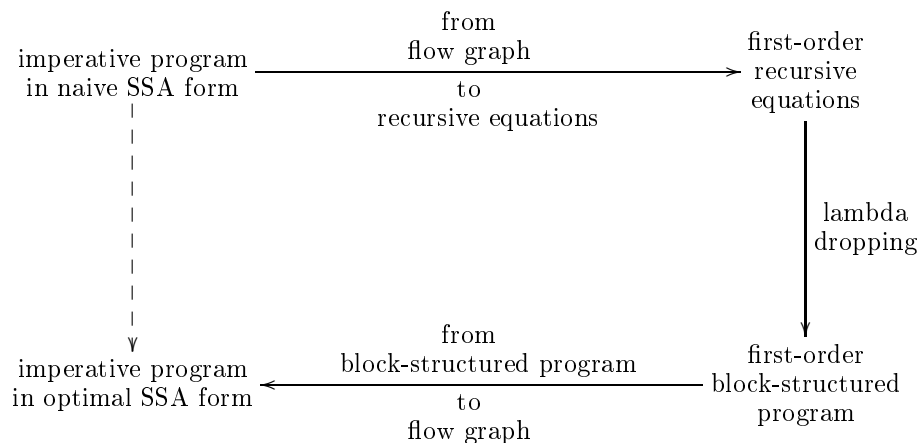 imperative program
in naive SSA form
from
flow graph
to
recursive equations
first-order
recursive
equations
lambda
dropping
imperative program
in optimal SSA form
from
block-structured program
to
flow graph
first-order
block-structured
program